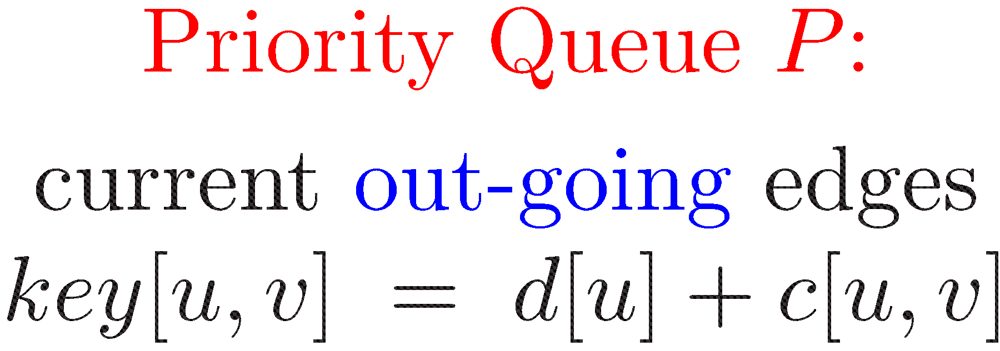 Priority Queue P:
current out-going edges
key[u, v] = d[u] + c[u, v]